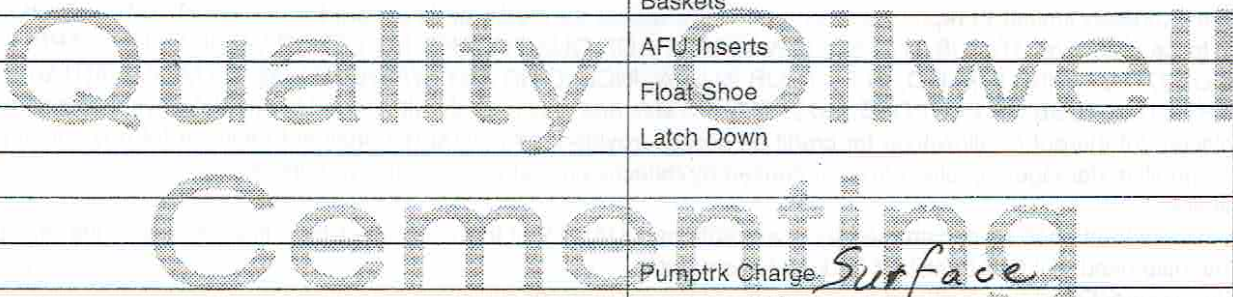 Baskets
Quality Oilwell
AFU Inserts
Float Shoe
Latch Down
Cementing
Pumptrk Charge Surface